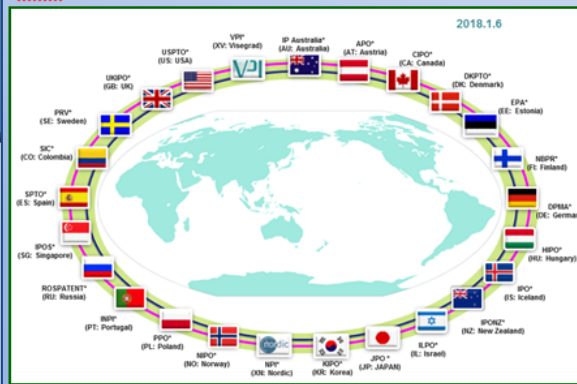 2018.1.6
VPI*
(XV: Visegrad)
IP Australia*
(AU: Australia)
APO*
(AT: Austria)
CIPO*
(CA: Canada)
DKPTO*
(DK: Denmark)
EPA*
(EE: Estonia)
NBPR*
(FI: Finland)
DPMA*
(DE: German
HIPO*
(HU: Hungary)
IPO*
(IS: Iceland)
IPONZ*
(NZ: New Zealand)
ILPO*
(IL: Israel)
JPO *
(JP: JAPAN)
KIPO*
(KR: Korea)
NPI*
(XN: Nordic)
NIPO*
(NO: Norway)
PPO*
(PL: Poland)
INPI*
(PT: Portugal)
ROSPATENT*
(RU: Russia)
IPOS*
(SG: Singapore)
SPTO*
(ES: Spain)
SIC*
(CO: Colombia)
PRV*
(SE: Sweden)
UKIPO*
(GB: UK)
USPTO*
(US: USA)
VPI
nordic